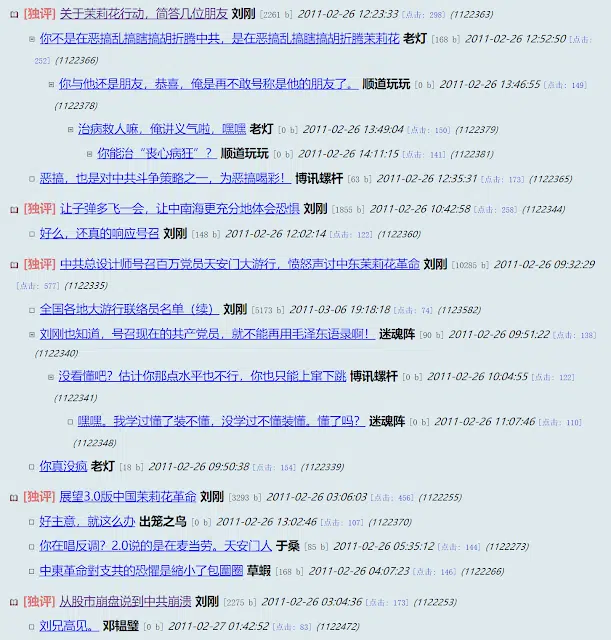 [独评] 关于茉莉花行动，简答几位朋友 刘刚 [2261 b] 2011-02-26 12:23:33 [点击: 298] (1122363)
你不是在恶搞乱搞瞎搞胡折腾中共，是在恶搞乱搞瞎搞胡折腾茉莉花 老灯 [168 b] 2011-02-26 12:52:50 [点击:
252] (1122366)
你与他还是朋友，恭喜，俺是再不敢号称是他的朋友了。 顺道玩玩 [0 b] 2011-02-26 13:46:55 [点击: 149]
(1122378)
治病救人嘛，俺讲义气啦，嘿嘿 老灯 [0 b] 2011-02-26 13:49:04 [点击: 150] (1122379)
你能治“丧心病狂”？ 顺道玩玩 [0 b] 2011-02-26 14:11:15 [点击: 141] (1122381)
恶搞，也是对中共斗争策略之一，为恶搞喝彩！ 博讯螺杆 [63 b] 2011-02-26 12:35:31 [点击: 173] (1122365)
[独评] 让子弹多飞一会，让中南海更充分地体会恐惧 刘刚 [1855 b] 2011-02-26 10:42:58 [点击: 258] (1122344)
好么，还真的响应号召 刘刚 [148 b] 2011-02-26 12:02:14 [点击: 122] (1122360)
[独评] 中共总设计师号召百万党员天安门大游行，愤怒声讨中东茉莉花革命 刘刚 [10285 b] 2011-02-26 09:32:29
[点击: 577] (1122335)
全国各地大游行联络员名单（续） 刘刚 [5173 b] 2011-03-06 19:18:18 [点击: 74] (1123582)
刘刚也知道，号召现在的共产党员，就不能再用毛泽东语录啊！ 迷魂阵 [90 b] 2011-02-26 09:51:22 [点击: 138]
(1122340)
没看懂吧？估计你那点水平也不行，你也只能上窜下跳 博讯螺杆 [0 b] 2011-02-26 10:04:55 [点击: 122]
(1122341)
嘿嘿。我学过懂了装不懂，没学过不懂装懂。懂了吗？ 迷魂阵 [0 b] 2011-02-26 11:07:46 [点击: 110]
(1122348)
你真没疯 老灯 [18 b] 2011-02-26 09:50:38 [点击: 154] (1122339)
[独评] 展望3.0版中国茉莉花革命 刘刚 [3293 b] 2011-02-26 03:06:03 [点击: 456] (1122255)
好主意，就这么办 出笼之鸟 [0 b] 2011-02-26 13:02:46 [点击: 107] (1122370)
你在唱反调？2.0说的是在麦当劳。天安门人 于桑 [85 b] 2011-02-26 05:35:12 [点击: 144] (1122273)
中東革命對支共的恐懼是縮小了包圍圈 草蝦 [168 b] 2011-02-26 04:07:23 [点击: 146] (1122266)
[独评] 从股市崩盘说到中共崩溃 刘刚 [2275 b] 2011-02-26 03:04:36 [点击: 173] (1122253)
刘兄高见。 邓韫璧 [0 b] 2011-02-27 01:42:52 [点击: 83] (1122472)